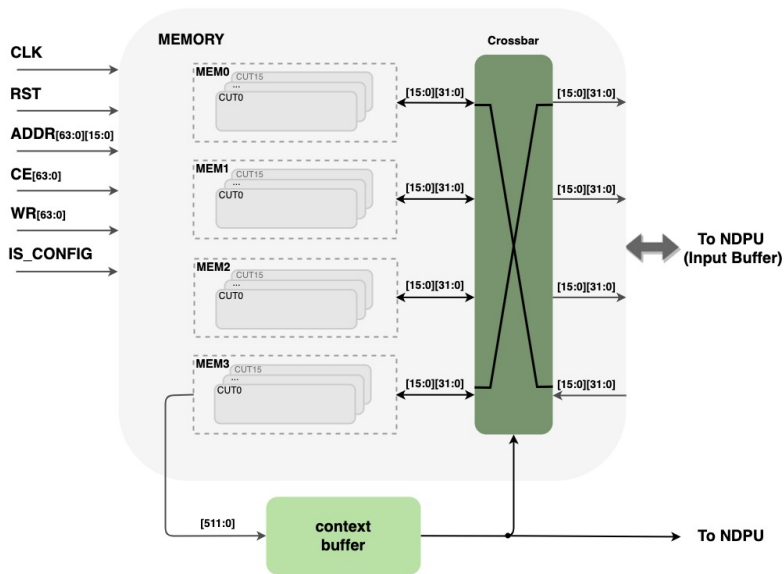 MEMORY
Crossbar
CLK
RST
ADDR[63:0][15:0]
CE[63:0]
WR[63:0]
IS_CONFIG
MEM0
CUT15
...
CUT0
[15:0][31:0]
[15:0][31:0]
MEM1
CUT15
...
CUT0
[15:0][31:0]
[15:0][31:0]
To NDPU
(Input Buffer)
MEM2
CUT15
...
CUT0
[15:0][31:0]
[15:0][31:0]
MEM3
CUT15
...
CUT0
[15:0][31:0]
[15:0][31:0]
[511:0]
context
buffer
To NDPU